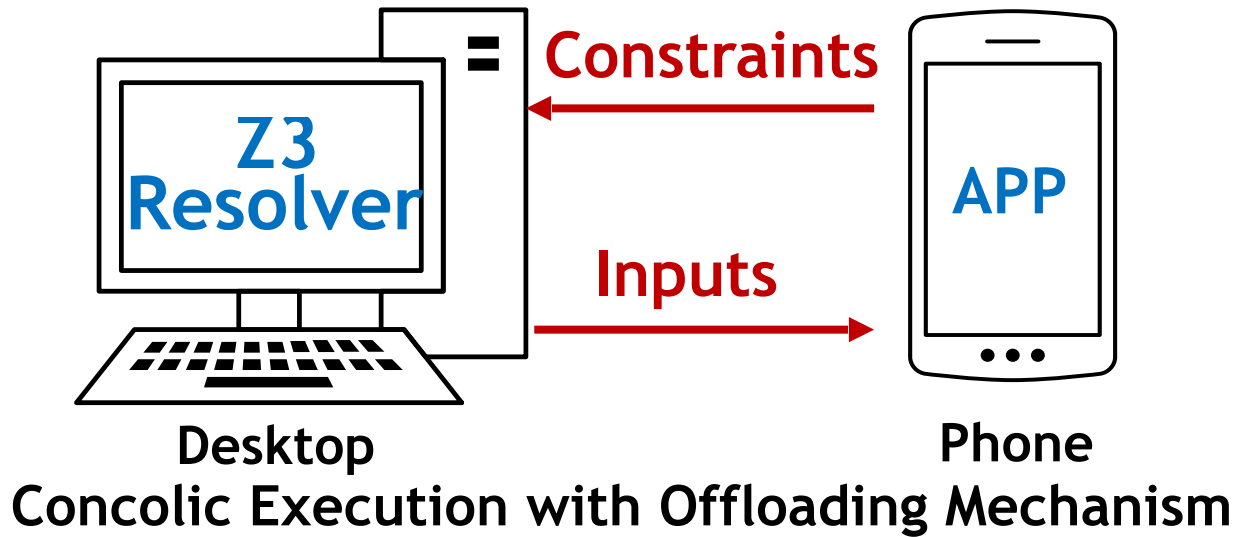 Constraints
Z3
Resolver
APP
Inputs
Desktop
Phone
Concolic Execution with Offloading Mechanism